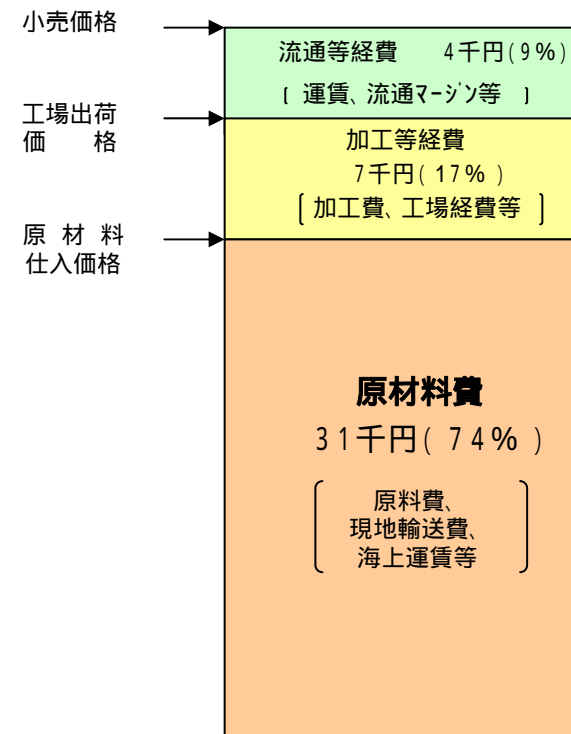 小売価格
流通等経費 4千円(9%)
[ 運賃、流通ﾏｰｼﾞﾝ等 ]
工場出荷
価 格
加工等経費
7千円( 17% )
[ 加工費、工場経費等 ]
原 材 料
仕入価格
原材料費
31千円( 74% )
原料費、
現地輸送費、
海上運賃等